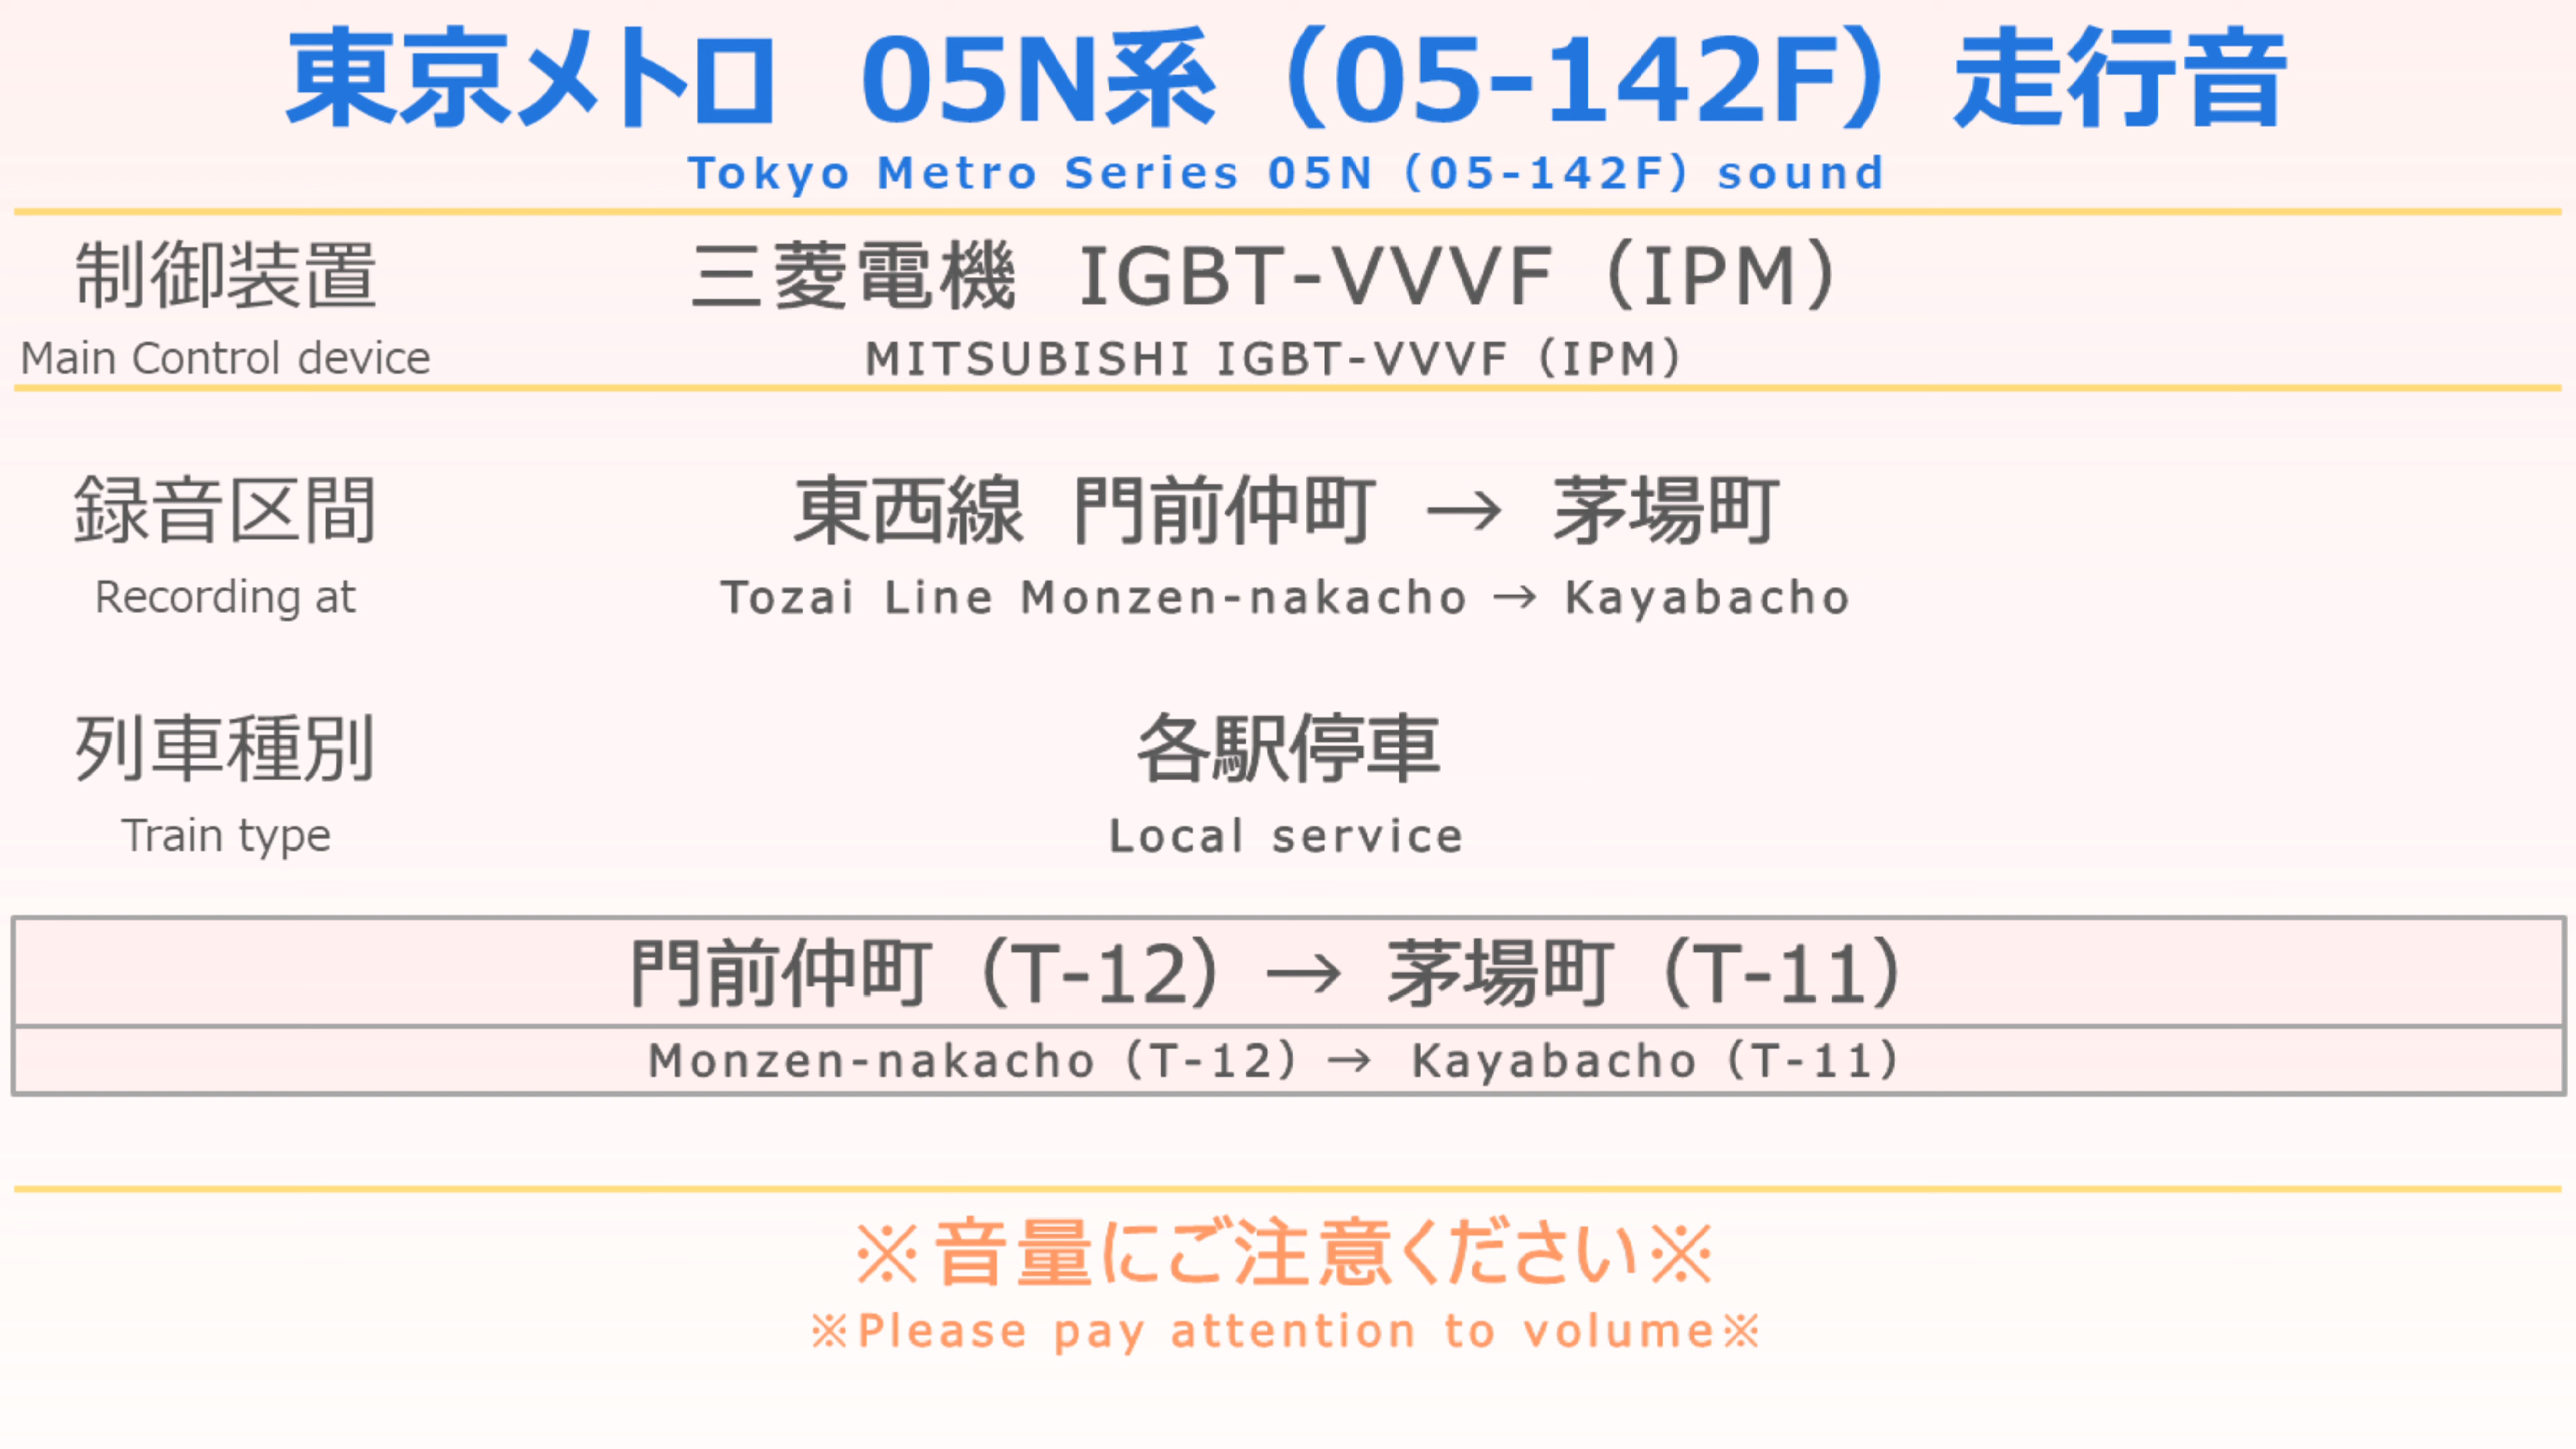 東京メトロ 05N系（05-142F）走行音
Tokyo Metro Series 05N（05-142F）sound
制御装置 三菱電機 IGBT-VVVF（IPM）
Main Control device MITSUBISHI IGBT-VVVF（IPM）
録音区間 東西線 門前仲町 → 茅場町
Recording at Tozai Line Monzen-nakacho → Kayabacho
列車種別 各駅停車
Train type Local service
門前仲町（T-12）→ 茅場町（T-11）
Monzen-nakacho（T-12）→ Kayabacho（T-11）
※音量にご注意ください※
※Please pay attention to volume※